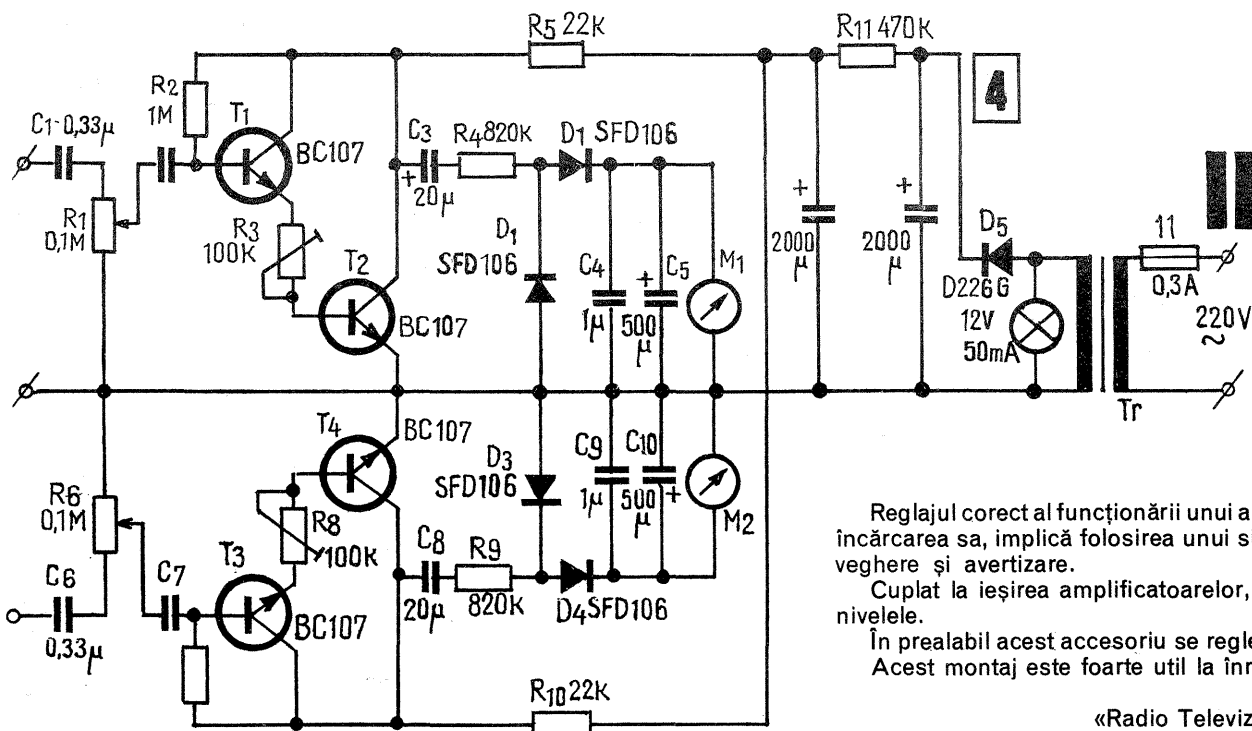 R5 22K
R11 470K
4
R2
1M
T1
C1-0,33µ
BC107
C3
R4 820K
D1 SFD106
+
20µ
+
+
R1
0,1M
R3
100K
D1
SFD106
2000
µ
2000
µ
D5
11
T2
C4
+
C5
M1
D226G
0,3A
BC107
1µ
500
µ
12V
50mA
220V
~
Tr
T4
BC107
C9
C10
D3
SFD106
1µ
500
µ
+
R6
0,1M
M2
R8
100K
C8
R9
T3
C6
C7
20µ
820K
D4 SFD106
BC107
0,33µ
R10 22K
Reglajul corect al funcționării unui a
încărcarea sa, implică folosirea unui s
veghere și avertizare.
Cuplat la ieșirea amplificatoarelor,
nivelele.
În prealabil acest accesoriu se regle
Acest montaj este foarte util la înr
«Radio Televiz